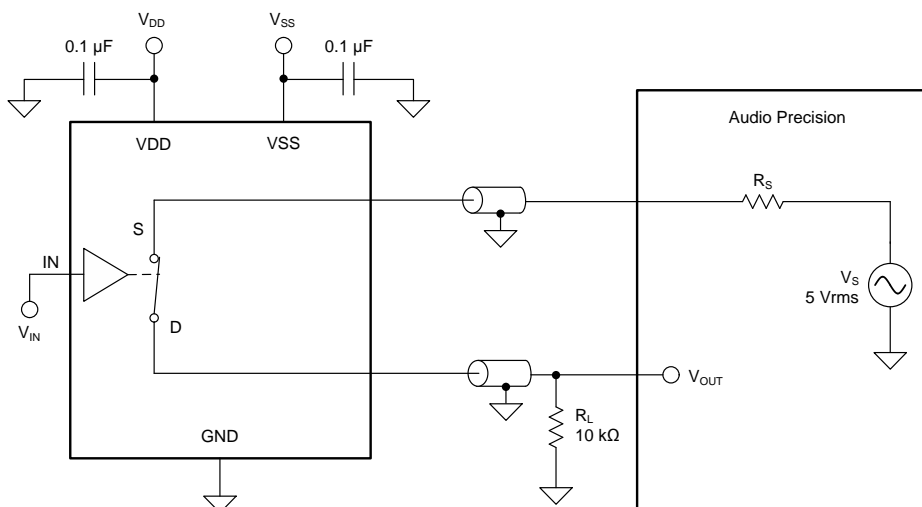 VDD
VSS
0.1 µF
0.1 µF
VDD
VSS
Audio Precision
RS
S
IN
VIN
D
VS
5 Vrms
VOUT
RL
10 kΩ
GND